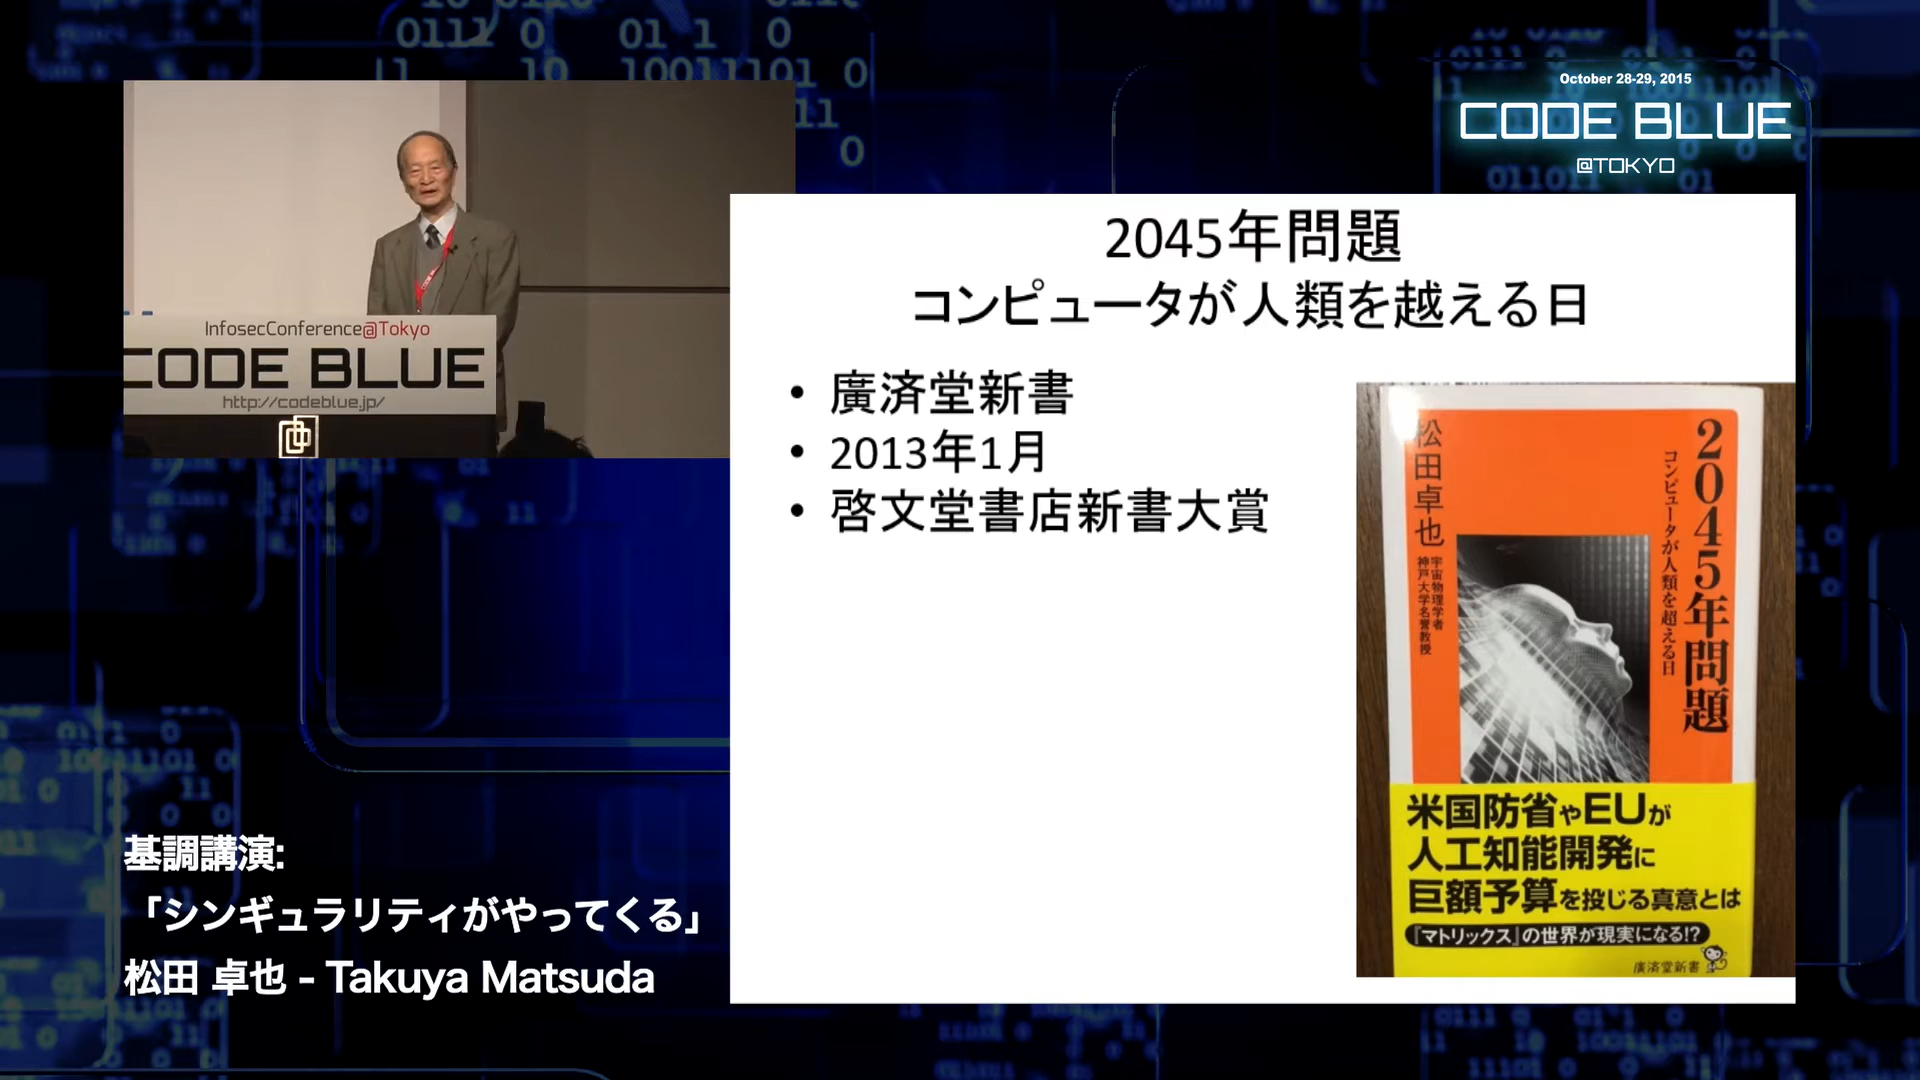 October 28-29, 2015
CODE BLUE
@TOKYO
InfosecConference@Tokyo
CODE BLUE
http://codeblue.jp/
2045年問題
コンピュータが人類を越える日
• 廣済堂新書
• 2013年1月
• 啓文堂書店新書大賞
2045年問題
コンピュータが人類を超える日
松田卓也
宇宙物理学者
神戸大学名誉教授
米国防省やEUが
人工知能開発に
巨額予算を投じる真意とは
『マトリックス』の世界が現実になる!?
廣済堂新書
基調講演:
「シンギュラリティがやってくる」
松田 卓也 - Takuya Matsuda